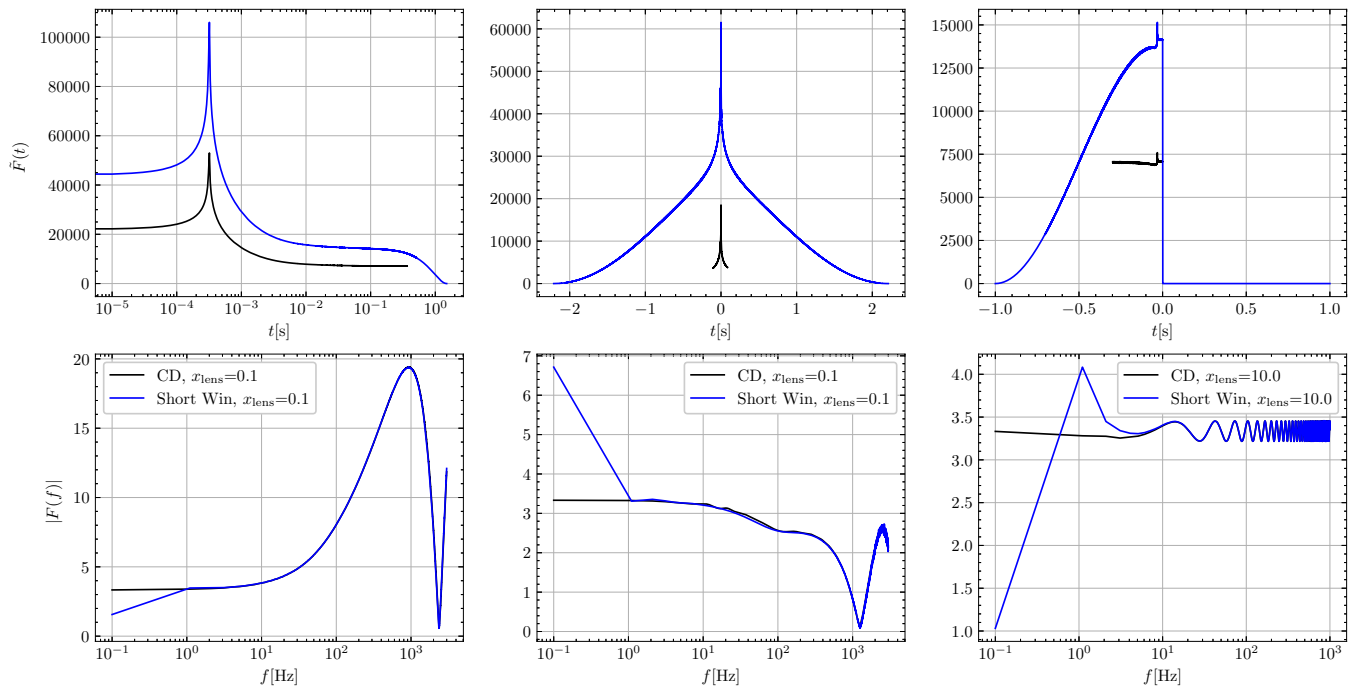 100000
80000
60000
40000
20000
0
F̃(t)
10⁻⁵ 10⁻⁴ 10⁻³ 10⁻² 10⁻¹ 10⁰
t[s]
60000
50000
40000
30000
20000
10000
0
−2 −1 0 1 2
t[s]
15000
12500
10000
7500
5000
2500
0
−1.0 −0.5 0.0 0.5 1.0
t[s]
20
15
10
5
0
|F(f)|
CD, x_lens=0.1
Short Win, x_lens=0.1
10⁻¹ 10⁰ 10¹ 10² 10³
f[Hz]
7
6
5
4
3
2
1
0
CD, x_lens=0.1
Short Win, x_lens=0.1
10⁻¹ 10⁰ 10¹ 10² 10³
f[Hz]
4.0
3.5
3.0
2.5
2.0
1.5
1.0
CD, x_lens=10.0
Short Win, x_lens=10.0
10⁻¹ 10⁰ 10¹ 10² 10³
f[Hz]